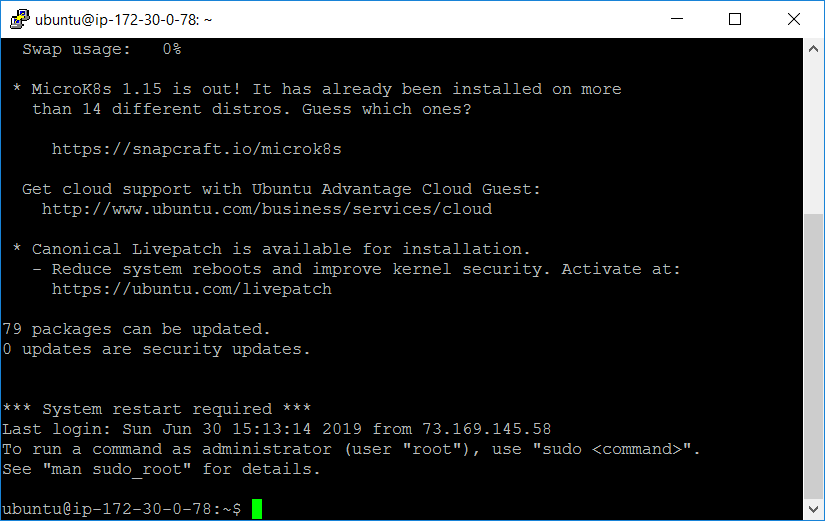 ubuntu@ip-172-30-0-78: ~
Swap usage:   0%
* MicroK8s 1.15 is out! It has already been installed on more
than 14 different distros. Guess which ones?
https://snapcraft.io/microk8s
Get cloud support with Ubuntu Advantage Cloud Guest:
http://www.ubuntu.com/business/services/cloud
* Canonical Livepatch is available for installation.
- Reduce system reboots and improve kernel security. Activate at:
https://ubuntu.com/livepatch
79 packages can be updated.
0 updates are security updates.
*** System restart required ***
Last login: Sun Jun 30 15:13:14 2019 from 73.169.145.58
To run a command as administrator (user "root"), use "sudo <command>".
See "man sudo_root" for details.
ubuntu@ip-172-30-0-78:~$